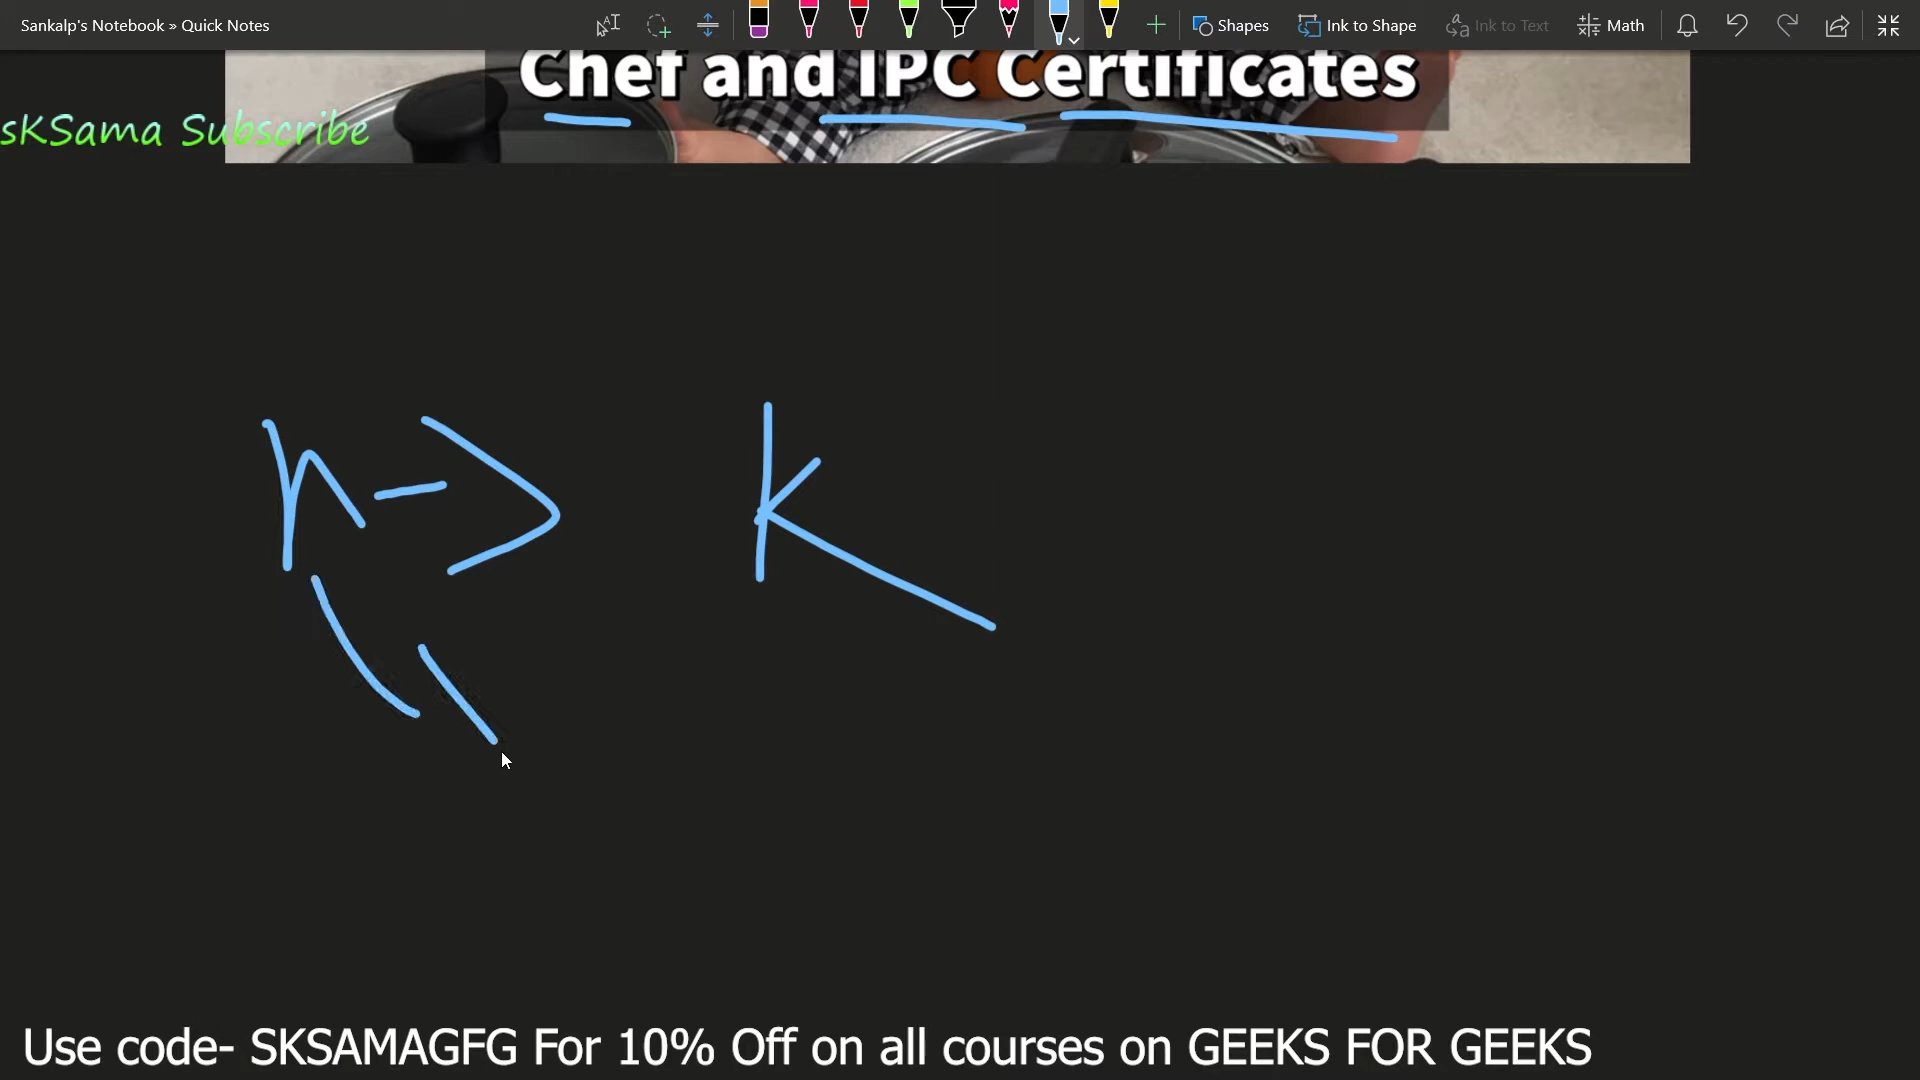 Sankalp's Notebook » Quick Notes
Shapes Ink to Shape Ink to Text Math
Chef and IPC Certificates
sKSama Subscribe
n -> k
Use code- SKSAMAGFG For 10% Off on all courses on GEEKS FOR GEEKS